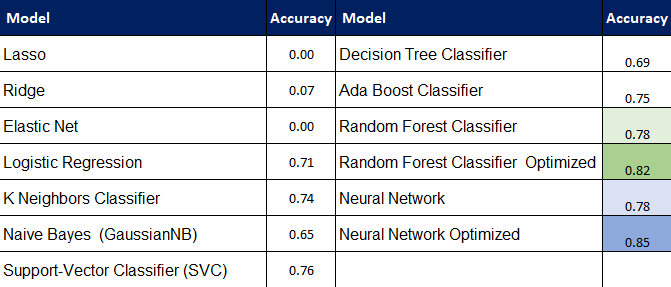 Model Accuracy Model Accuracy
Lasso 0.00 Decision Tree Classifier 0.69
Ridge 0.07 Ada Boost Classifier 0.75
Elastic Net 0.00 Random Forest Classifier 0.78
Logistic Regression 0.71 Random Forest Classifier Optimized 0.82
K Neighbors Classifier 0.74 Neural Network 0.78
Naive Bayes (GaussianNB) 0.65 Neural Network Optimized 0.85
Support-Vector Classifier (SVC) 0.76